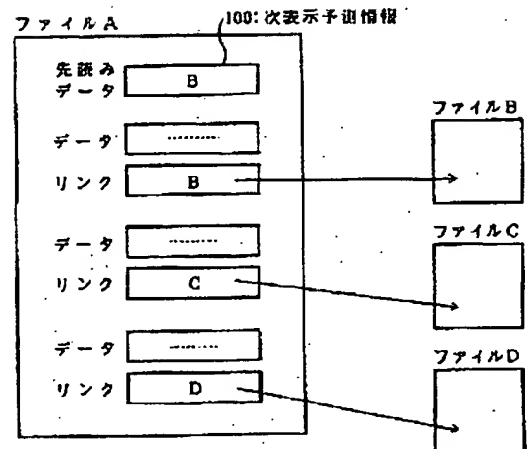 ファイルA
100:次表示予測情報
先読み
データ
B
データ
リンク
B
データ
リンク
C
データ
リンク
D
ファイルB
ファイルC
ファイルD